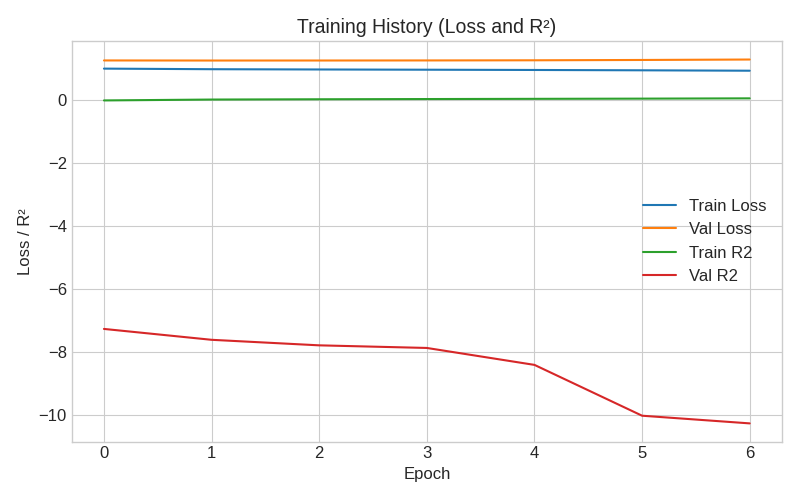 Training History (Loss and R²)
Loss / R²
0
−2
−4
−6
−8
−10
Train Loss
Val Loss
Train R2
Val R2
0 1 2 3 4 5 6
Epoch